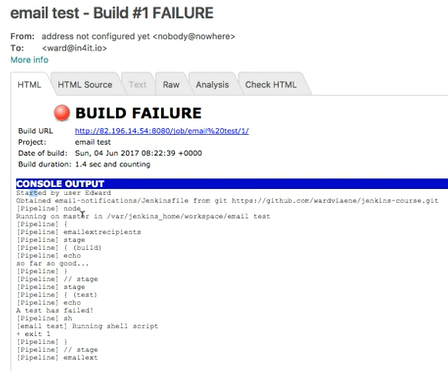 email test - Build #1 FAILURE
From: address not configured yet <nobody@nowhere>
To: <ward@in4it.io>
More info
HTML HTML Source Text Raw Analysis Check HTML
BUILD FAILURE
Build URL http://82.196.14.54:8080/job/email%20test/1/
Project: email test
Date of build: Sun, 04 Jun 2017 08:22:39 +0000
Build duration: 1.4 sec and counting
CONSOLE OUTPUT
Started by user Edward
Obtained email-notifications/Jenkinsfile from git https://github.com/wardviaene/jenkins-course.git
[Pipeline] node
Running on master in /var/jenkins_home/workspace/email test
[Pipeline] {
[Pipeline] emailextrecipients
[Pipeline] stage
[Pipeline] { (build)
[Pipeline] echo
so far so good...
[Pipeline] }
[Pipeline] // stage
[Pipeline] stage
[Pipeline] { (test)
[Pipeline] echo
A test has failed!
[Pipeline] sh
[email test] Running shell script
+ exit 1
[Pipeline] }
[Pipeline] // stage
[Pipeline] emailext